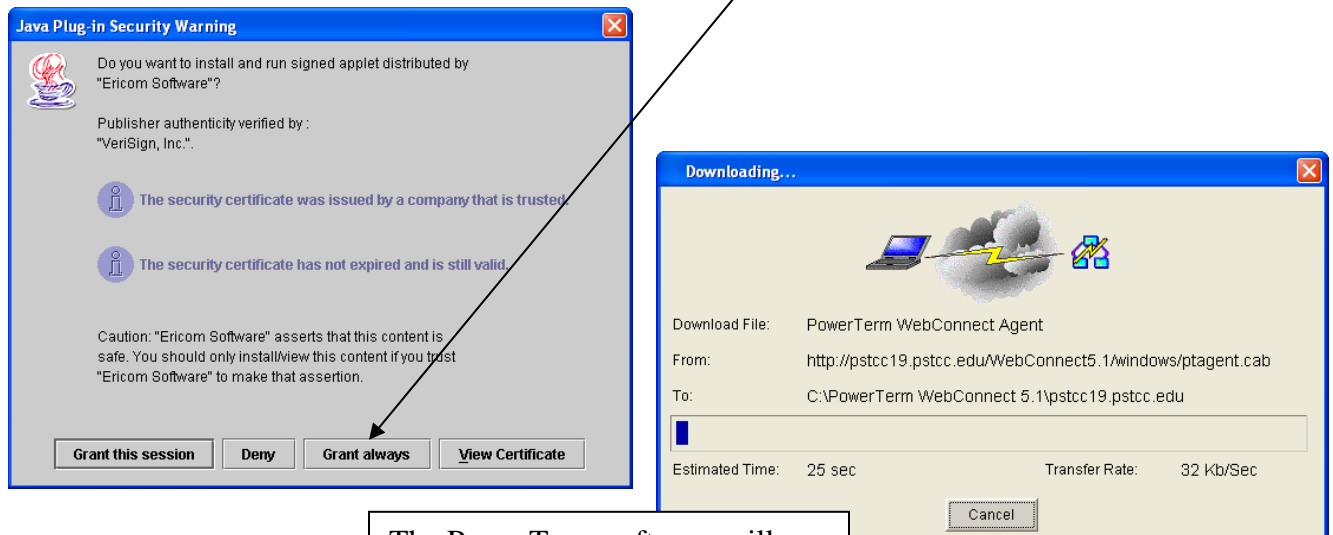 Java Plug-in Security Warning
Do you want to install and run signed applet distributed by
"Ericom Software"?
Publisher authenticity verified by :
"VeriSign, Inc.".
The security certificate was issued by a company that is trusted.
The security certificate has not expired and is still valid.
Caution: "Ericom Software" asserts that this content is
safe. You should only install/view this content if you trust
"Ericom Software" to make that assertion.
Grant this session
Deny
Grant always
View Certificate
Downloading...
Download File: PowerTerm WebConnect Agent
From: http://pstcc19.pstcc.edu/WebConnect5.1/windows/ptagent.cab
To: C:\PowerTerm WebConnect 5.1\pstcc19.pstcc.edu
Estimated Time: 25 sec Transfer Rate: 32 Kb/Sec
Cancel
The PowerTerm software will